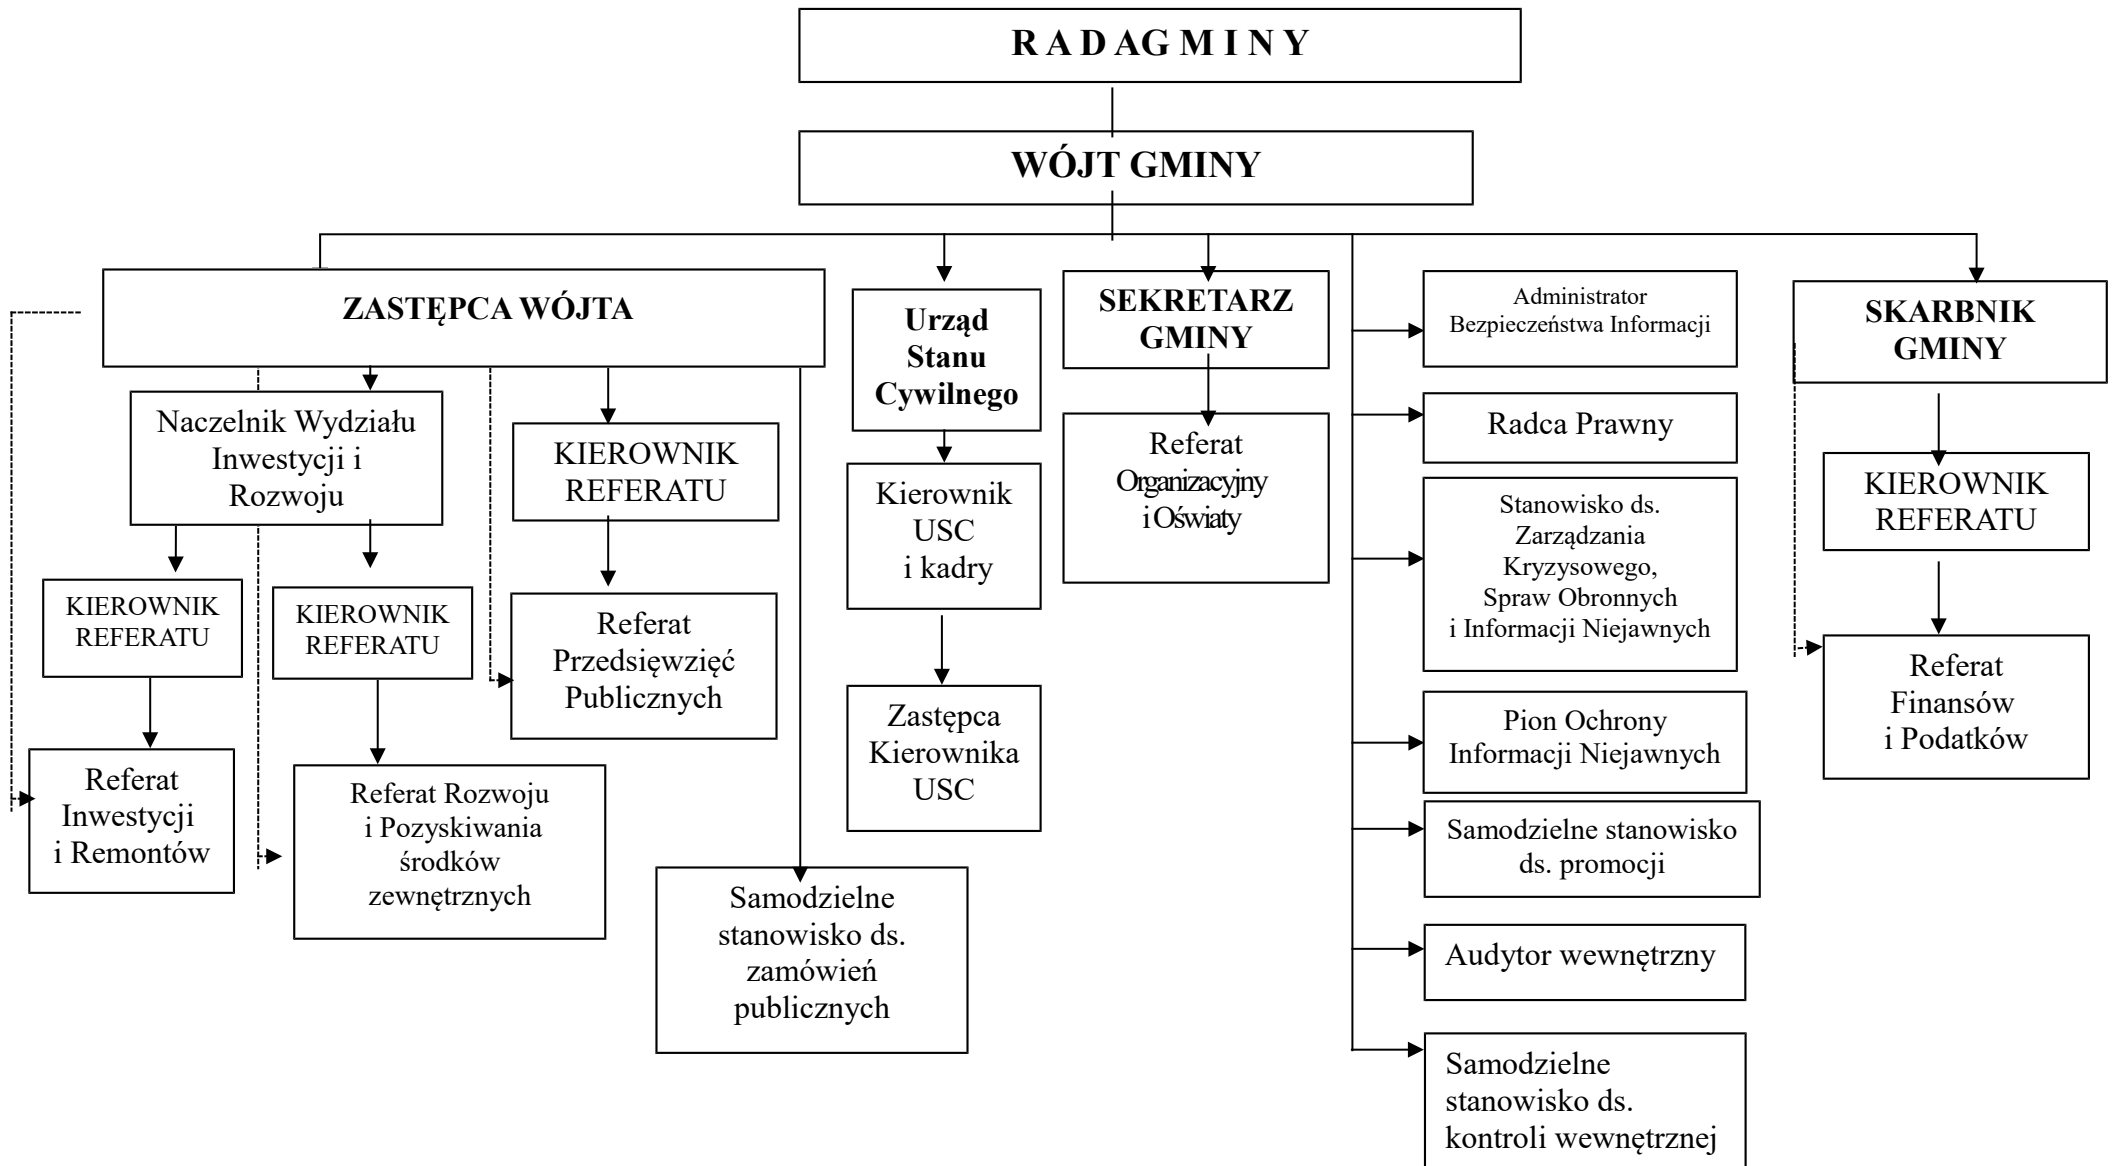 R A D AG M I N Y
WÓJT GMINY
ZASTĘPCA WÓJTA
Naczelnik Wydziału
Inwestycji i
Rozwoju
KIEROWNIK
REFERATU
KIEROWNIK
REFERATU
KIEROWNIK
REFERATU
Referat
Przedsięwzięć
Publicznych
Referat
Inwestycji
i Remontów
Referat Rozwoju
i Pozyskiwania
środków
zewnętrznych
Samodzielne
stanowisko ds.
zamówień
publicznych
Urząd
Stanu
Cywilnego
Kierownik
USC
i kadry
Zastępca
Kierownika
USC
SEKRETARZ
GMINY
Referat
Organizacyjny
i Oświaty
Administrator
Bezpieczeństwa Informacji
Radca Prawny
Stanowisko ds.
Zarządzania
Kryzysowego,
Spraw Obronnych
i Informacji Niejawnych
Pion Ochrony
Informacji Niejawnych
Samodzielne stanowisko
ds. promocji
Audytor wewnętrzny
Samodzielne
stanowisko ds.
kontroli wewnętrznej
SKARBNIK
GMINY
KIEROWNIK
REFERATU
Referat
Finansów
i Podatków